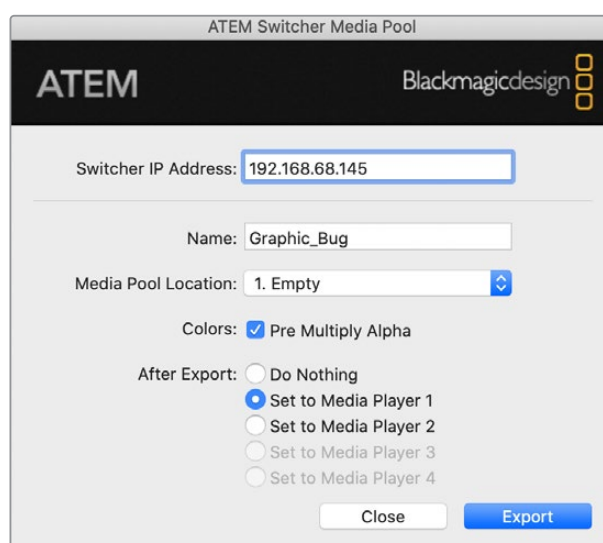 ATEM Switcher Media Pool
ATEM Blackmagicdesign
Switcher IP Address: 192.168.68.145
Name: Graphic_Bug
Media Pool Location: 1. Empty
Colors: Pre Multiply Alpha
After Export: Do Nothing
Set to Media Player 1
Set to Media Player 2
Set to Media Player 3
Set to Media Player 4
Close Export